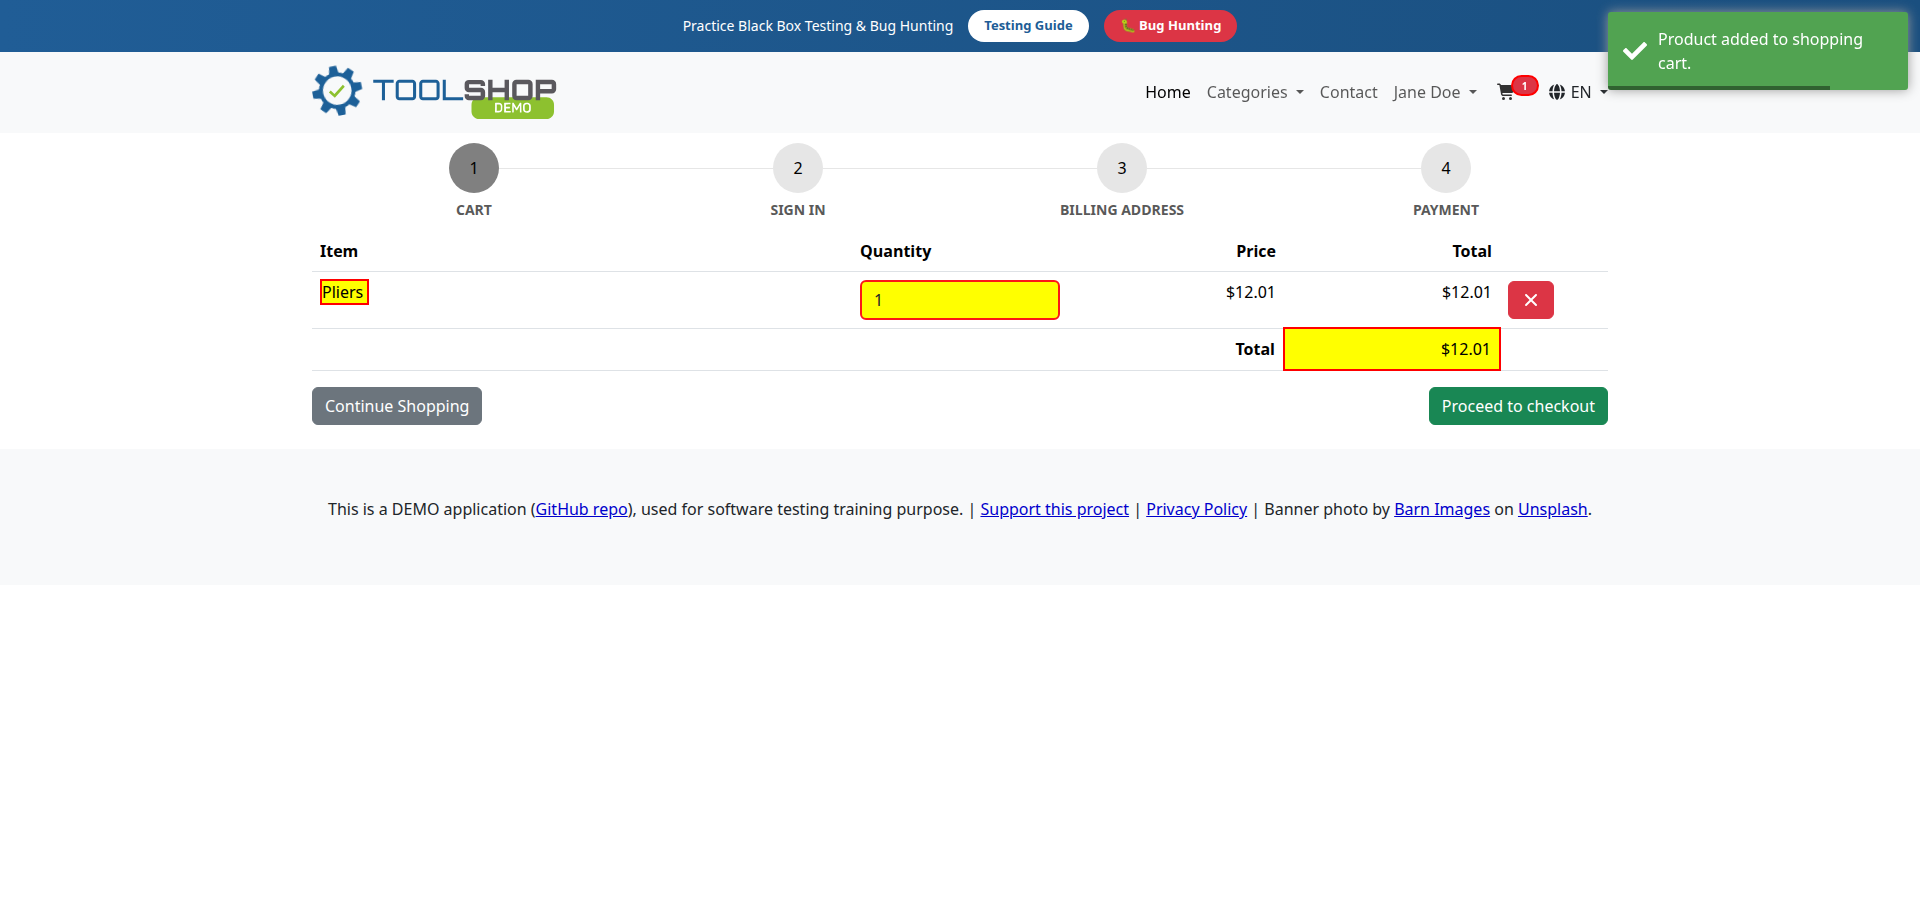 Practice Black Box Testing & Bug Hunting Testing Guide 🐛 Bug Hunting
Product added to shopping
cart.
TOOLSHOP
DEMO
Home Categories Contact Jane Doe 1 EN
1 2 3 4
CART SIGN IN BILLING ADDRESS PAYMENT
Item Quantity Price Total
Pliers 1 $12.01 $12.01
Total $12.01
Continue Shopping Proceed to checkout
This is a DEMO application (GitHub repo), used for software testing training purpose. | Support this project | Privacy Policy | Banner photo by Barn Images on Unsplash.